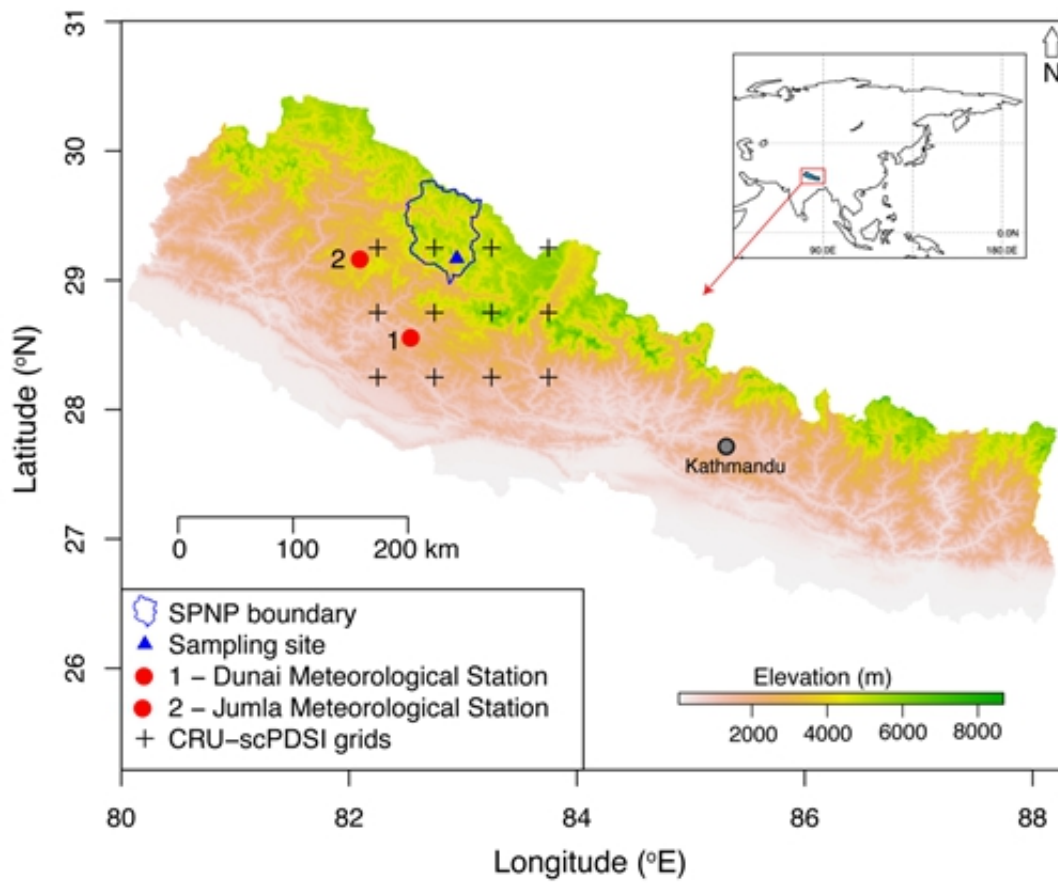 31
30
29
28
27
26
Latitude (ºN)
N
0.0N
90.0E
180.0E
2
1
Kathmandu
0
100
200 km
SPNP boundary
Sampling site
1 − Dunai Meteorological Station
2 − Jumla Meteorological Station
CRU−scPDSI grids
Elevation (m)
2000
4000
6000
8000
80
82
84
86
88
Longitude (ºE)